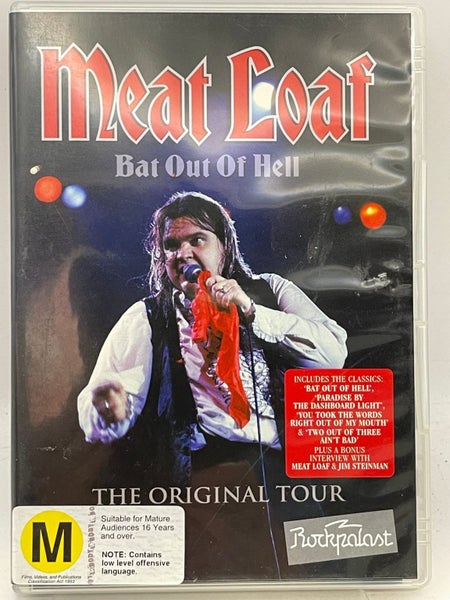 Meat Loaf
Bat Out Of Hell
INCLUDES THE CLASSICS:
'BAT OUT OF HELL',
'PARADISE BY
THE DASHBOARD LIGHT',
'YOU TOOK THE WORDS
RIGHT OUT OF MY MOUTH'
& 'TWO OUT OF THREE
AIN'T BAD'
PLUS A BONUS
INTERVIEW WITH
MEAT LOAF & JIM STEINMAN
THE ORIGINAL TOUR
Rockpalast
M
Films, Videos, and Publications
Classification Act 1993
Suitable for Mature
Audiences 16 Years
and over.
NOTE: Contains
low level offensive
language.